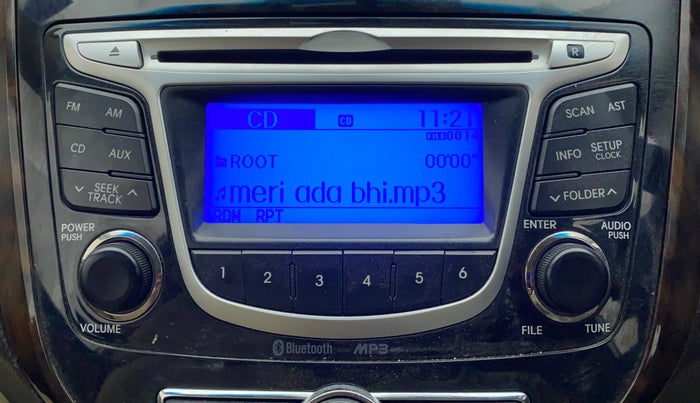 R
FM AM
CD AUX
SEEK
TRACK
POWER
PUSH
VOLUME
CD CD 11:21
FILE 0014
ROOT 00'00"
meri ada bhi.mp3
RDM RPT
1 2 3 4 5 6
SCAN AST
INFO SETUP
CLOCK
FOLDER
ENTER AUDIO
PUSH
FILE TUNE
Bluetooth MP3